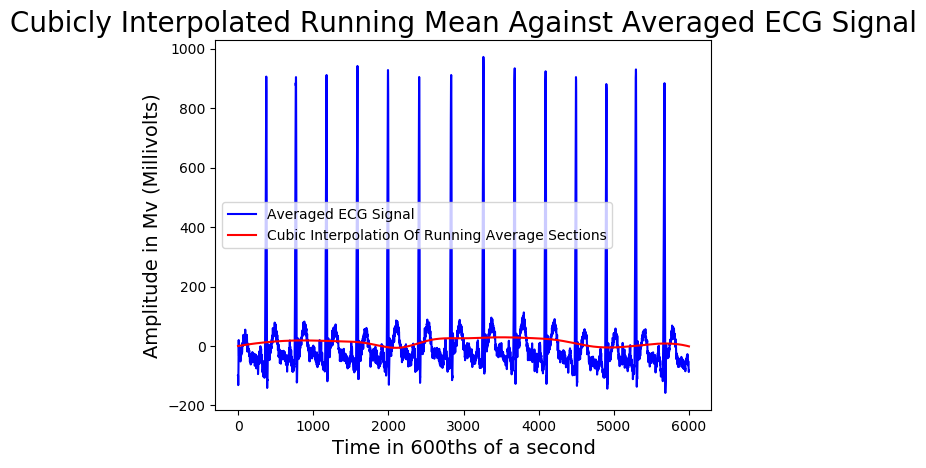 Cubicly Interpolated Running Mean Against Averaged ECG Signal
1000
800
600
400
200
0
−200
Amplitude in Mv (Millivolts)
Averaged ECG Signal
Cubic Interpolation Of Running Average Sections
0 1000 2000 3000 4000 5000 6000
Time in 600ths of a second